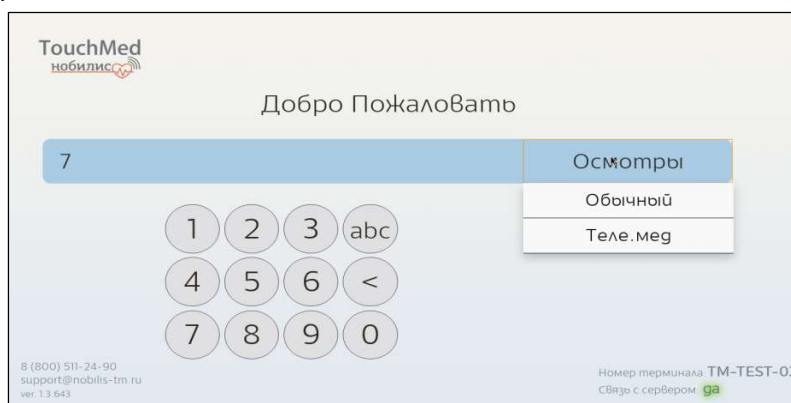 TouchMed
нобилис
Добро Пожаловать
7 Осмотры
Обычный
Теле.мед
1 2 3 abc
4 5 6 <
7 8 9 0
8 (800) 511-24-90
support@nobilis-tm.ru
ver. 1.3.643
Номер терминала TM-TEST-03
Связь с сервером да